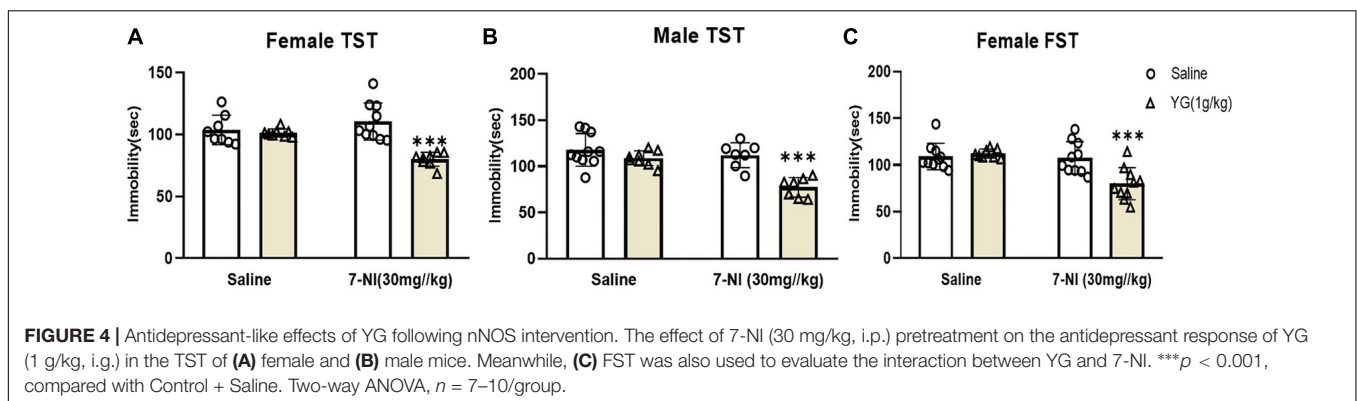 A Female TST
B Male TST
C Female FST
Saline
YG(1g/kg)
Immobility(sec)
150
100
50
0
***
Saline
7-NI(30mg//kg)
Immobility(sec)
200
150
100
50
0
***
Saline
7-NI (30mg//kg)
Immobility(sec)
200
150
100
50
0
***
Saline
7-NI (30mg//kg)
FIGURE 4 | Antidepressant-like effects of YG following nNOS intervention. The effect of 7-NI (30 mg/kg, i.p.) pretreatment on the antidepressant response of YG
(1 g/kg, i.g.) in the TST of (A) female and (B) male mice. Meanwhile, (C) FST was also used to evaluate the interaction between YG and 7-NI. ***p < 0.001,
compared with Control + Saline. Two-way ANOVA, n = 7–10/group.